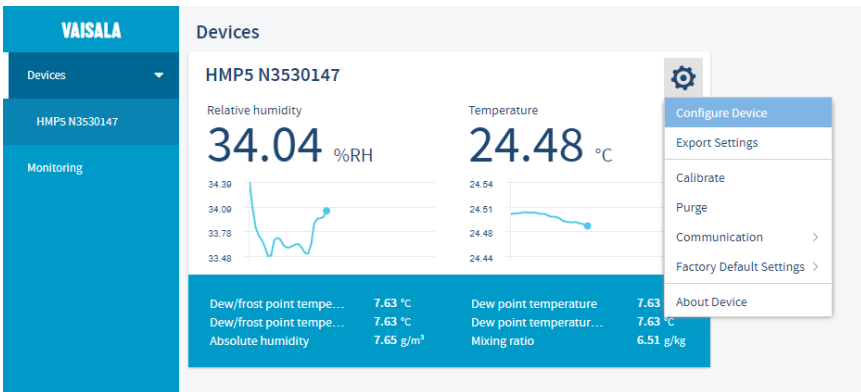 VAISALA
Devices
HMP5 N3530147
Monitoring
Devices
HMP5 N3530147
Relative humidity
34.04 %RH
34.39
34.09
33.78
33.48
Temperature
24.48 °C
24.54
24.51
24.48
24.44
Configure Device
Export Settings
Calibrate
Purge
Communication
Factory Default Settings
About Device
Dew/frost point tempe... 7.63 °C
Dew/frost point tempe... 7.63 °C
Absolute humidity 7.65 g/m³
Dew point temperature 7.63
Dew point temperatur... 7.63 °C
Mixing ratio 6.51 g/kg